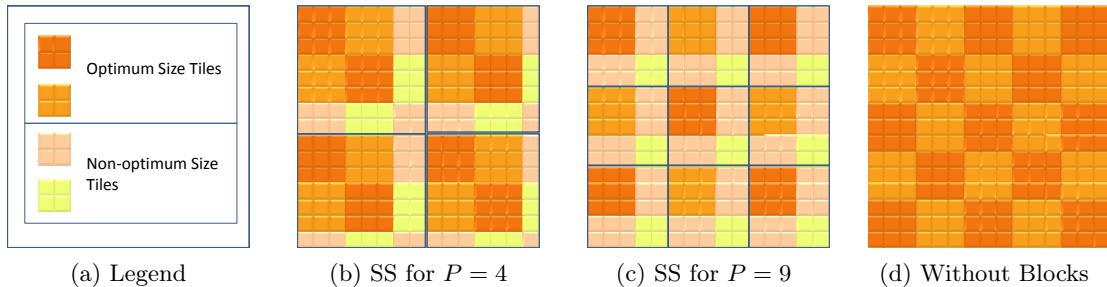 Optimum Size Tiles
Non-optimum Size
Tiles
(a) Legend
(b) SS for P = 4
(c) SS for P = 9
(d) Without Blocks